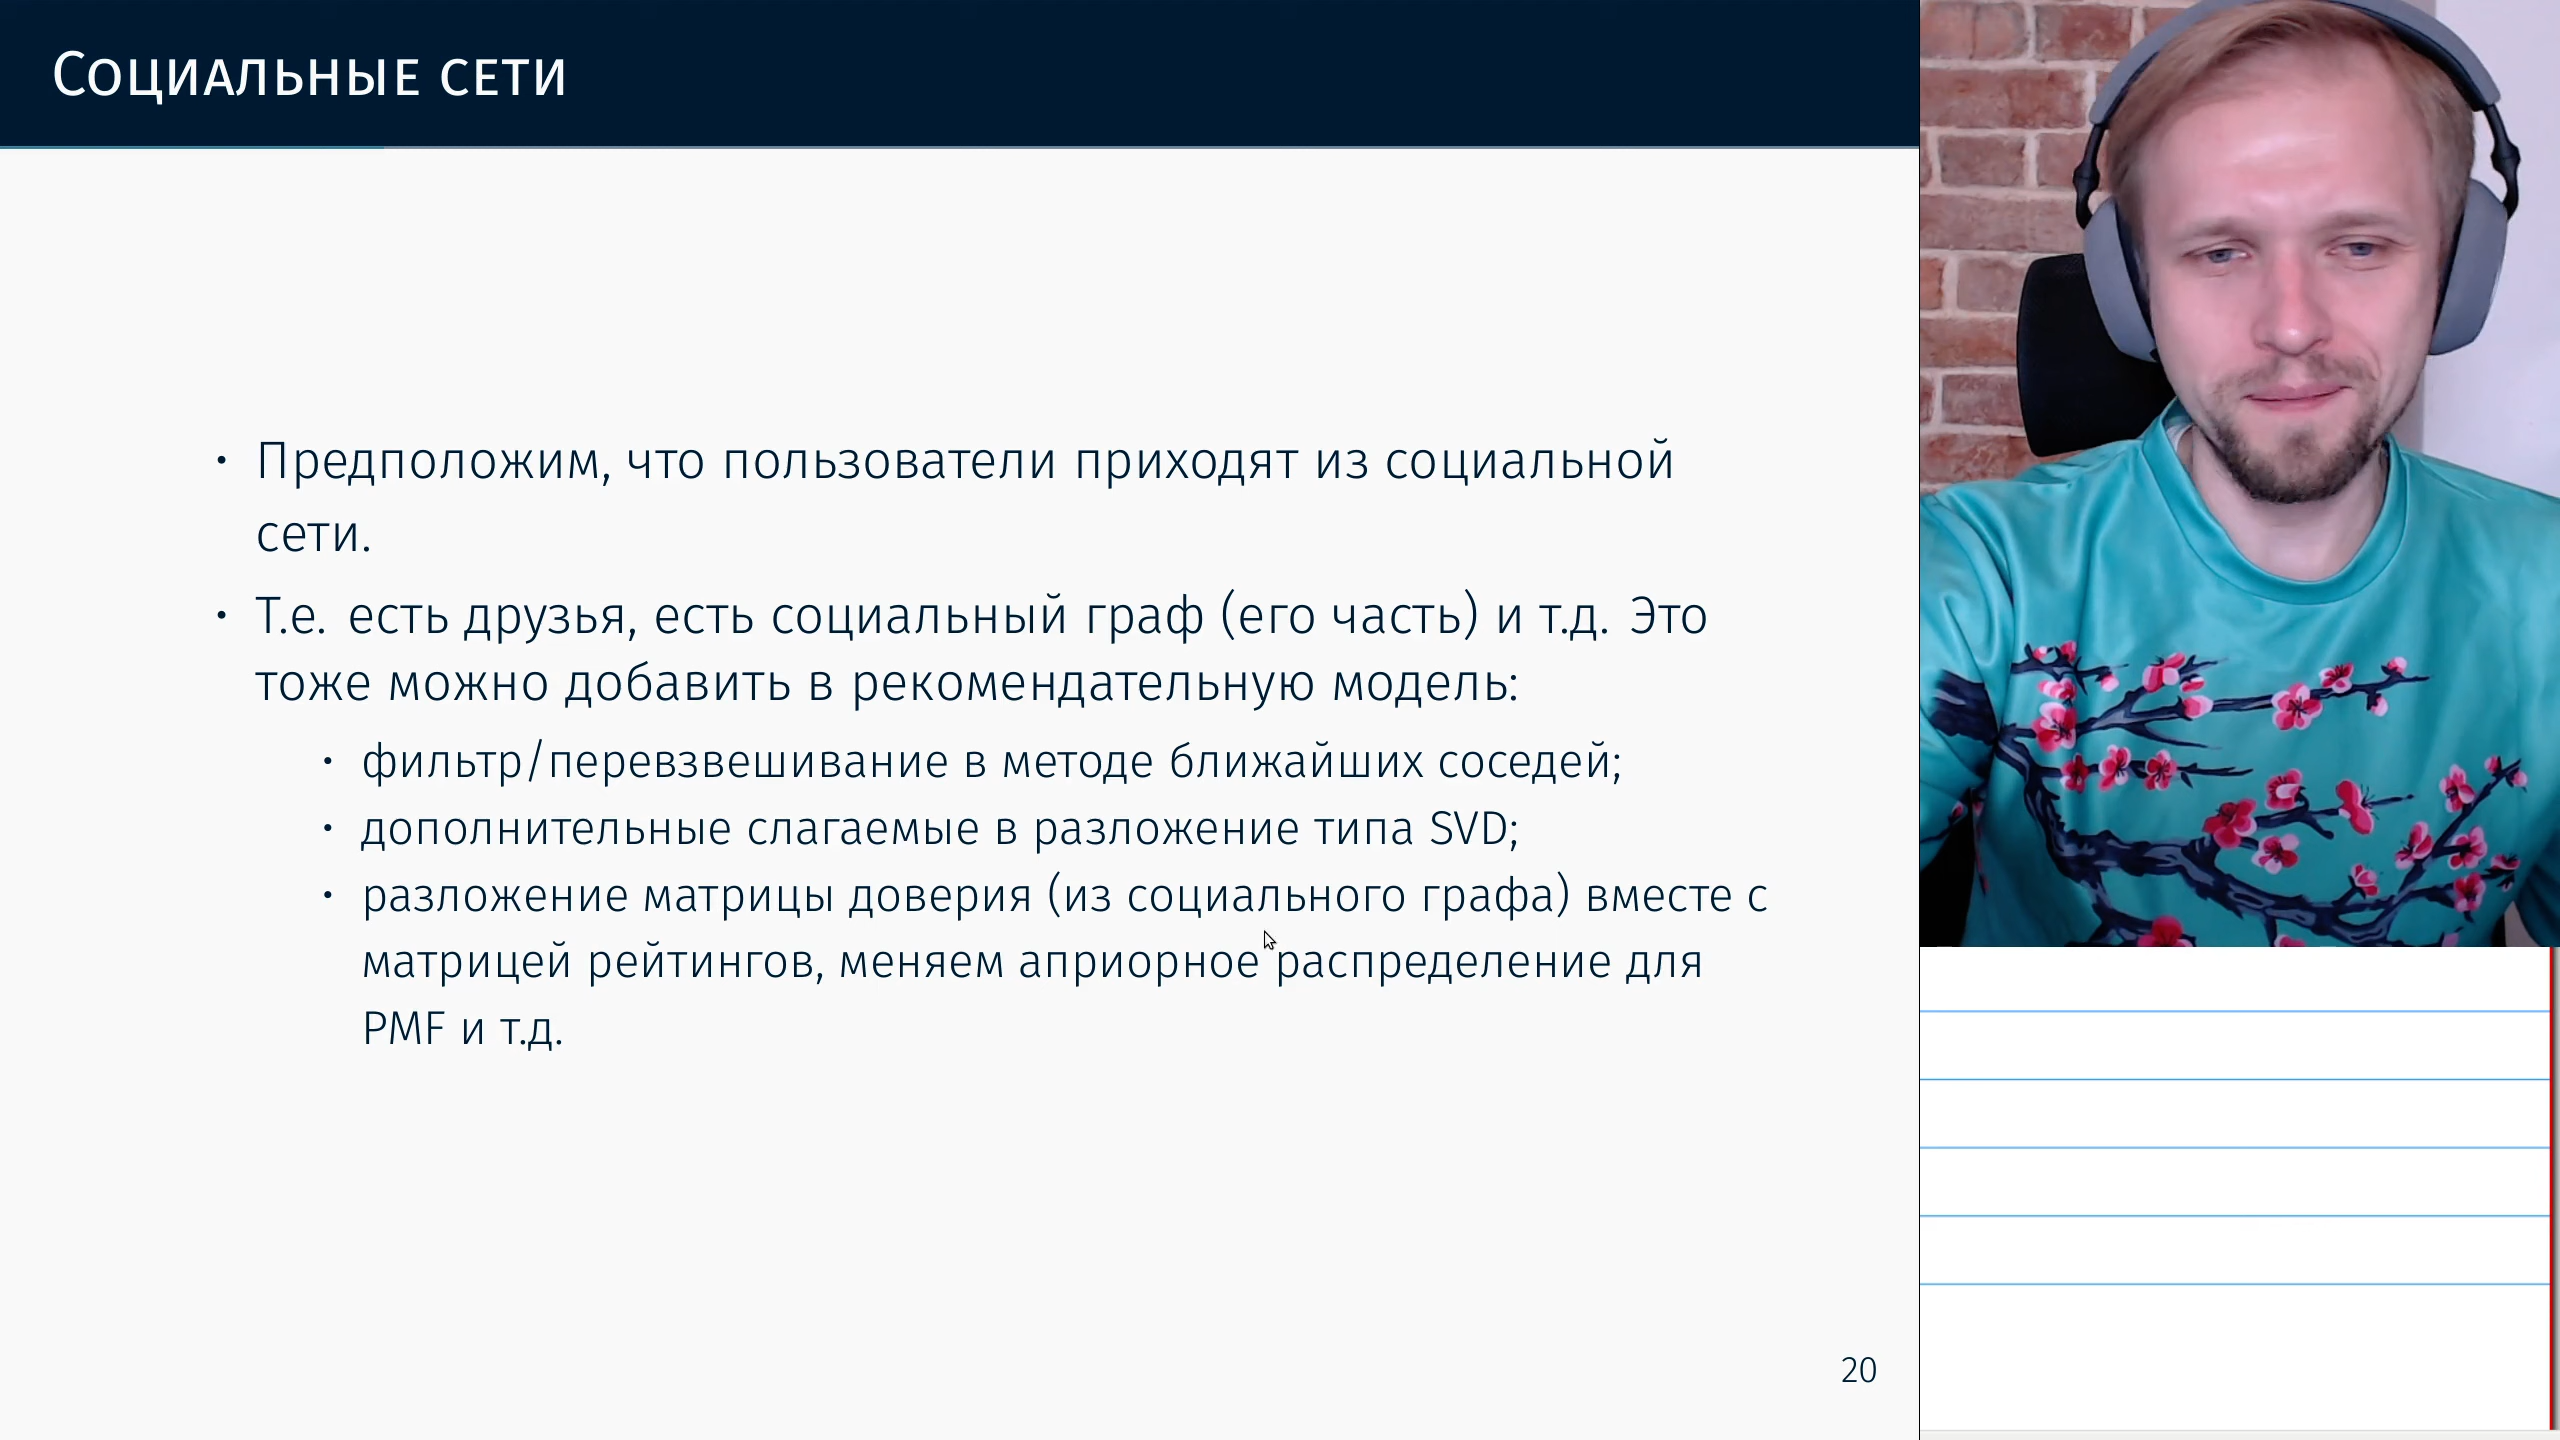 Социальные сети
• Предположим, что пользователи приходят из социальной
сети.
• Т.е. есть друзья, есть социальный граф (его часть) и т.д. Это
тоже можно добавить в рекомендательную модель:
• фильтр/перевзвешивание в методе ближайших соседей;
• дополнительные слагаемые в разложение типа SVD;
• разложение матрицы доверия (из социального графа) вместе с
матрицей рейтингов, меняем априорное распределение для
PMF и т.д.
20